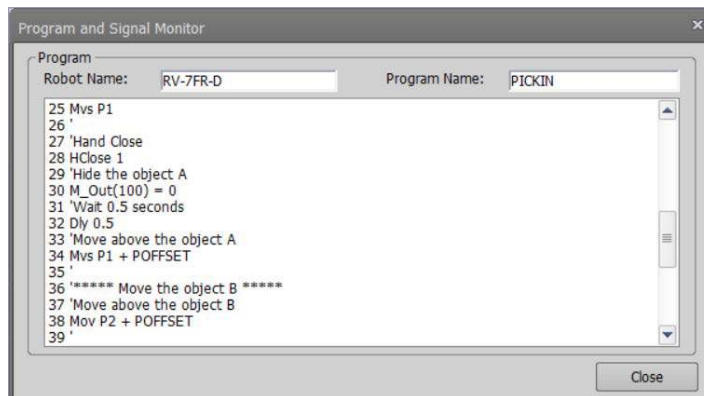 Program and Signal Monitor
Program
Robot Name: RV-7FR-D Program Name: PICKIN
25 Mvs P1
26 '
27 'Hand Close
28 HClose 1
29 'Hide the object A
30 M_Out(100) = 0
31 'Wait 0.5 seconds
32 Dly 0.5
33 'Move above the object A
34 Mvs P1 + POFFSET
35 '
36 '***** Move the object B *****
37 'Move above the object B
38 Mov P2 + POFFSET
39 '
Close